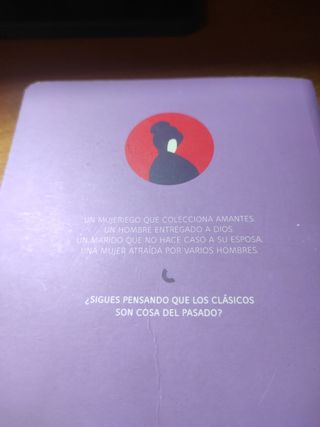 UN MUJERIEGO QUE COLECCIONA AMANTES.
UN HOMBRE ENTREGADO A DIOS.
UN MARIDO QUE NO HACE CASO A SU ESPOSA.
UNA MUJER ATRAÍDA POR VARIOS HOMBRES.
¿SIGUES PENSANDO QUE LOS CLÁSICOS
SON COSA DEL PASADO?